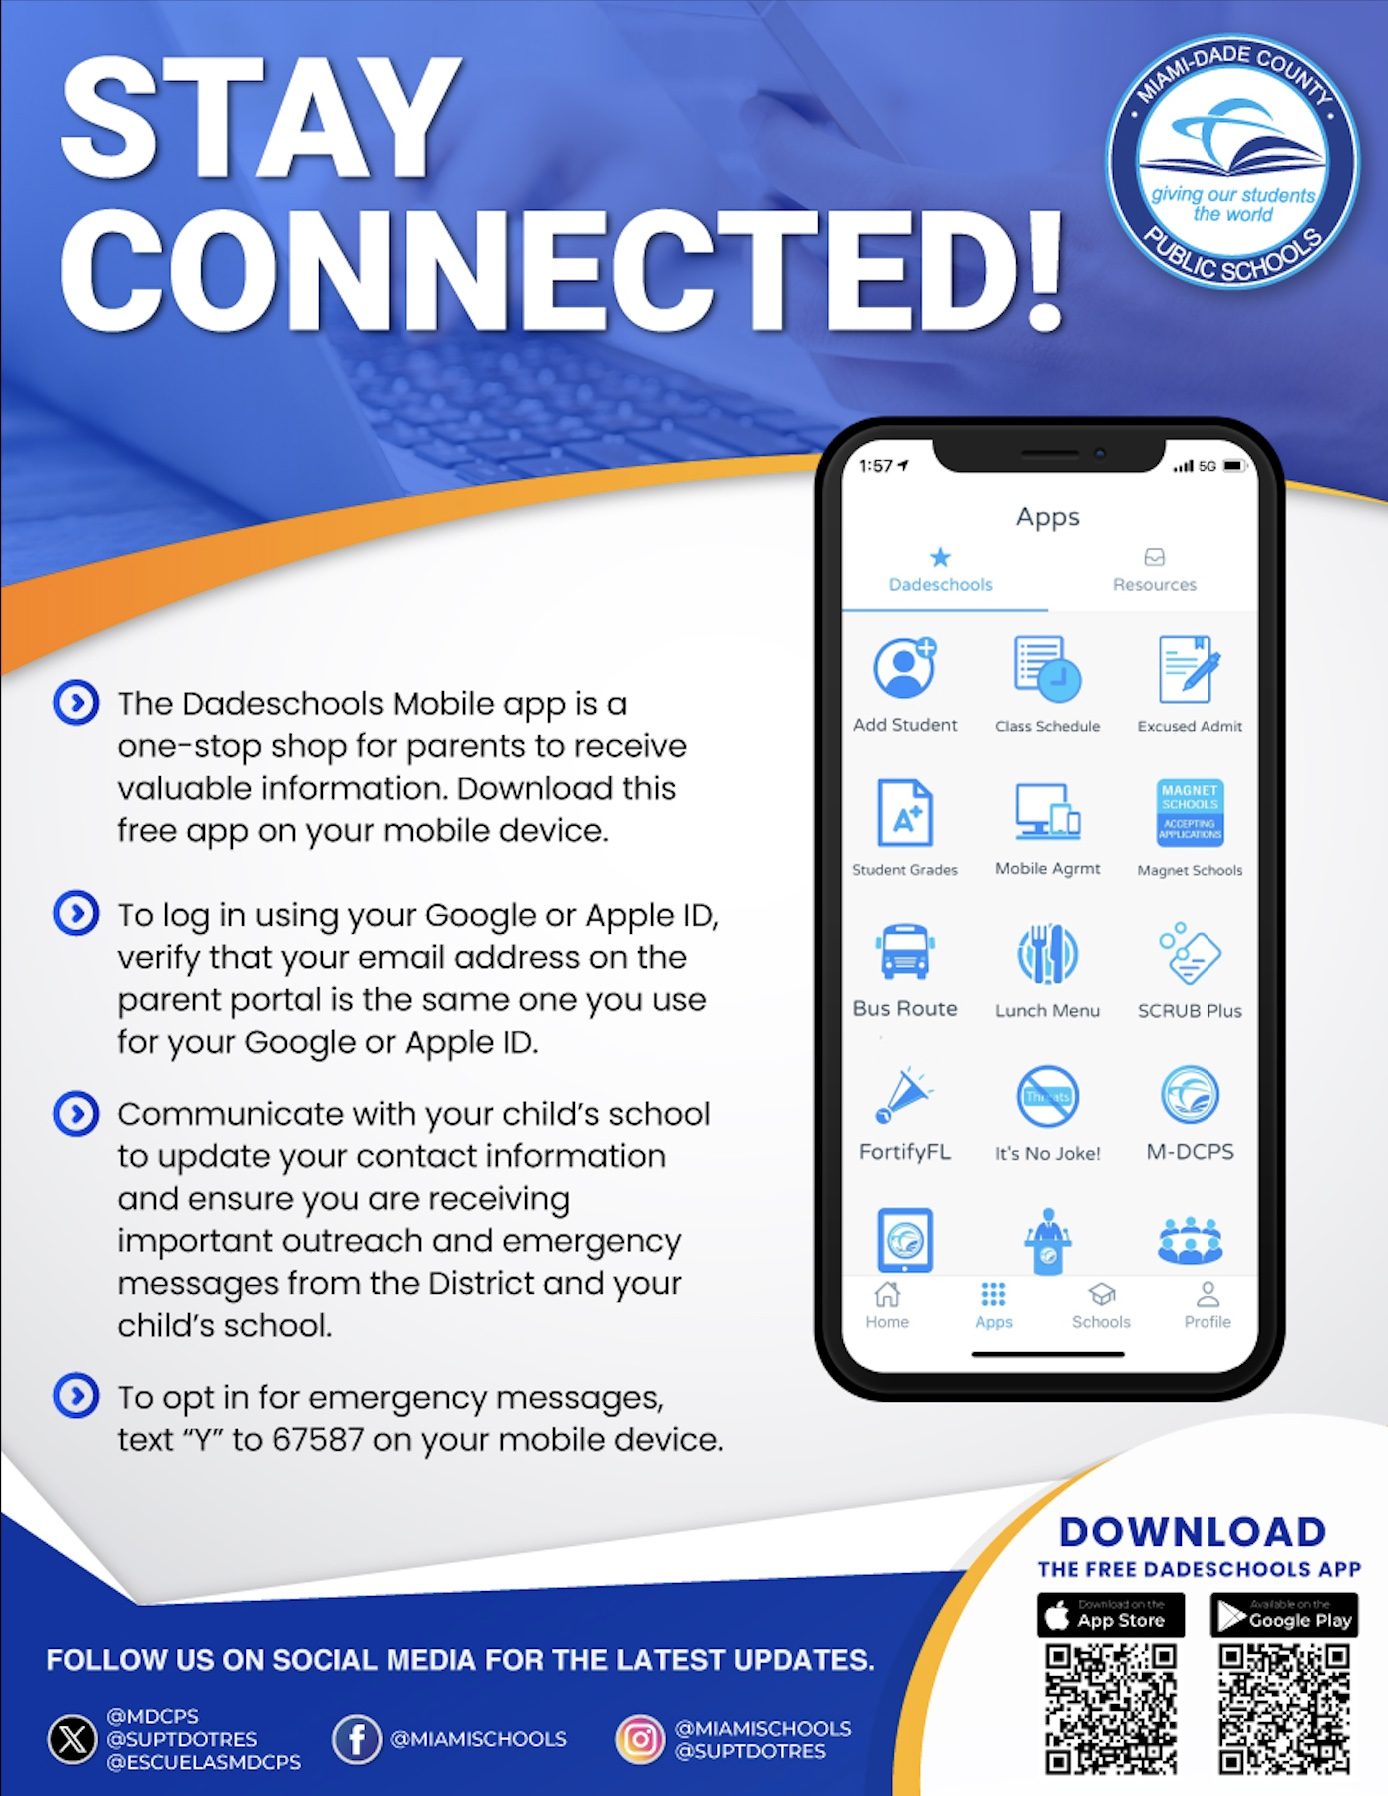 STAY
CONNECTED!
MIAMI-DADE COUNTY
giving our students
the world
PUBLIC SCHOOLS
The Dadeschools Mobile app is a
one-stop shop for parents to receive
valuable information. Download this
free app on your mobile device.
To log in using your Google or Apple ID,
verify that your email address on the
parent portal is the same one you use
for your Google or Apple ID.
Communicate with your child's school
to update your contact information
and ensure you are receiving
important outreach and emergency
messages from the District and your
child's school.
To opt in for emergency messages,
text “Y” to 67587 on your mobile device.
1:57 5G
Apps
Dadeschools Resources
Add Student Class Schedule Excused Admit
A+
MAGNET
SCHOOLS
ACCEPTING
APPLICATIONS
Student Grades Mobile Agrmt Magnet Schools
Bus Route Lunch Menu SCRUB Plus
Threats
FortifyFL It's No Joke! M-DCPS
Home Apps Schools Profile
DOWNLOAD
THE FREE DADESCHOOLS APP
Download on the
App Store
Available on the
Google Play
FOLLOW US ON SOCIAL MEDIA FOR THE LATEST UPDATES.
@MDCPS
@SUPTDOTRES
@ESCUELASMDCPS
@MIAMISCHOOLS
@MIAMISCHOOLS
@SUPTDOTRES